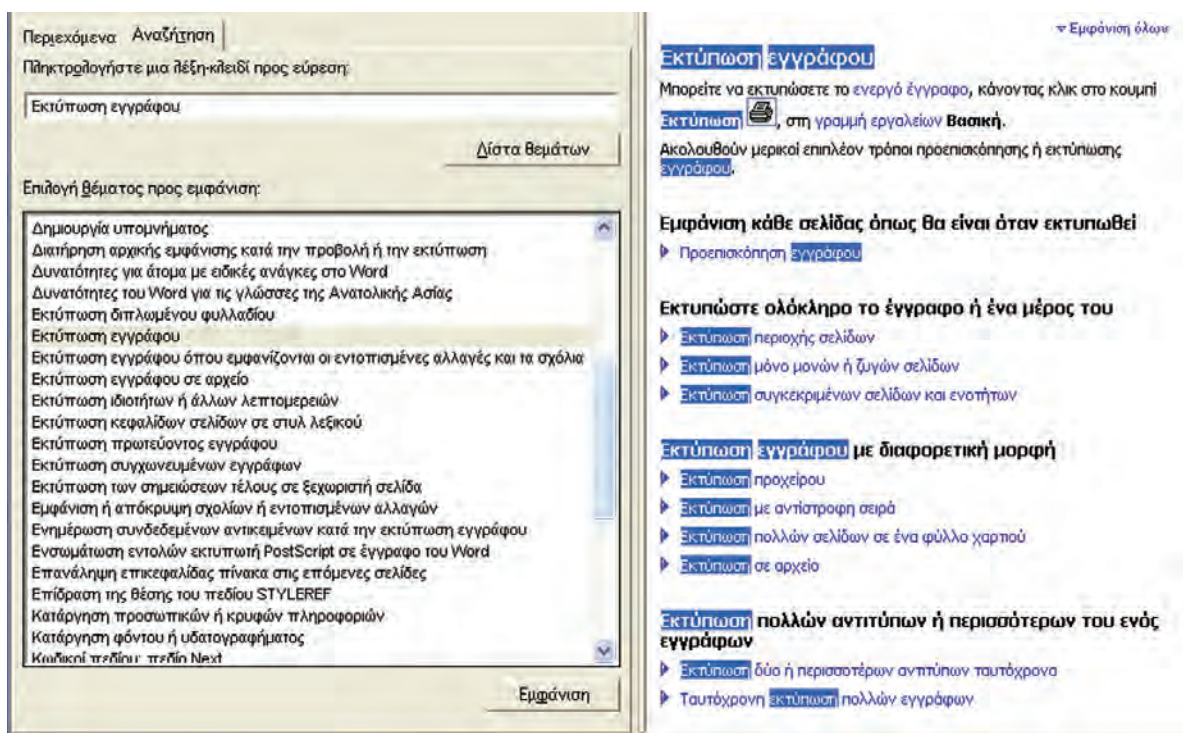 Περιεχόμενα Αναζήτηση
Πληκτρολογήστε μια λέξη-κλειδί προς εύρεση:
Εκτύπωση εγγράφου
Λίστα θεμάτων
Επιλογή θέματος προς εμφάνιση:
Δημιουργία υπομνήματος
Διατήρηση αρχικής εμφάνισης κατά την προβολή ή την εκτύπωση
Δυνατότητες για άτομα με ειδικές ανάγκες στο Word
Δυνατότητες του Word για τις γλώσσες της Ανατολικής Ασίας
Εκτύπωση διπλωμένου φυλλαδίου
Εκτύπωση εγγράφου
Εκτύπωση εγγράφου όπου εμφανίζονται οι εντοπισμένες αλλαγές και τα σχόλια
Εκτύπωση εγγράφου σε αρχείο
Εκτύπωση ιδιοτήτων ή άλλων λεπτομερειών
Εκτύπωση κεφαλίδων σελίδων σε στυλ λεξικού
Εκτύπωση πρωτεύοντος εγγράφου
Εκτύπωση συγχωνευμένων εγγράφων
Εκτύπωση των σημειώσεων τέλους σε ξεχωριστή σελίδα
Εμφάνιση ή απόκρυψη σχολίων ή εντοπισμένων αλλαγών
Ενημέρωση συνδεδεμένων αντικειμένων κατά την εκτύπωση εγγράφου
Ενσωμάτωση εντολών εκτυπωτή PostScript σε έγγραφο του Word
Επανάληψη επικεφαλίδας πίνακα στις επόμενες σελίδες
Επίδραση της θέσης του πεδίου STYLEREF
Κατάργηση προσωπικών ή κρυφών πληροφοριών
Κατάργηση φόντου ή υδατογραφήματος
Κωδικοί πεδίου: πεδίο Next
Εμφάνιση
Εμφάνιση όλων
Εκτύπωση εγγράφου
Μπορείτε να εκτυπώσετε το ενεργό έγγραφο, κάνοντας κλικ στο κουμπί
Εκτύπωση , στη γραμμή εργαλείων Βασική.
Ακολουθούν μερικοί επιπλέον τρόποι προεπισκόπησης ή εκτύπωσης
εγγράφου.
Εμφάνιση κάθε σελίδας όπως θα είναι όταν εκτυπωθεί
Προεπισκόπηση εγγράφου
Εκτυπώστε ολόκληρο το έγγραφο ή ένα μέρος του
Εκτύπωση περιοχής σελίδων
Εκτύπωση μόνο μονών ή ζυγών σελίδων
Εκτύπωση συγκεκριμένων σελίδων και ενοτήτων
Εκτύπωση εγγράφου με διαφορετική μορφή
Εκτύπωση προχείρου
Εκτύπωση με αντίστροφη σειρά
Εκτύπωση πολλών σελίδων σε ένα φύλλο χαρτιού
Εκτύπωση σε αρχείο
Εκτύπωση πολλών αντιτύπων ή περισσότερων του ενός
εγγράφων
Εκτύπωση δύο ή περισσοτέρων αντιτύπων ταυτόχρονα
Ταυτόχρονη εκτύπωση πολλών εγγράφων